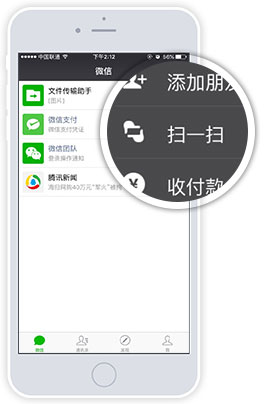 中国联通
下午2:12
56%
微信
文件传输助手
[图片]
微信支付
微信支付凭证
微信团队
登录操作通知
腾讯新闻
添加朋友
扫一扫
收付款
微信
通讯录
发现
我